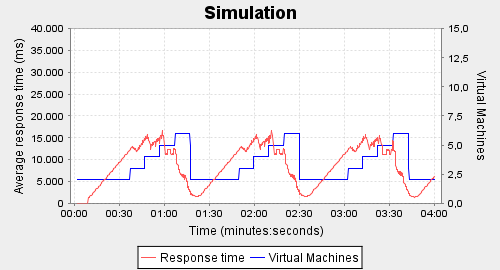 Simulation
Average response time (ms)
40.000
35.000
30.000
25.000
20.000
15.000
10.000
5.000
0
15,0
12,5
10,0
7,5
5,0
2,5
0,0
Virtual Machines
00:00 00:30 01:00 01:30 02:00 02:30 03:00 03:30 04:00
Time (minutes:seconds)
Response time Virtual Machines